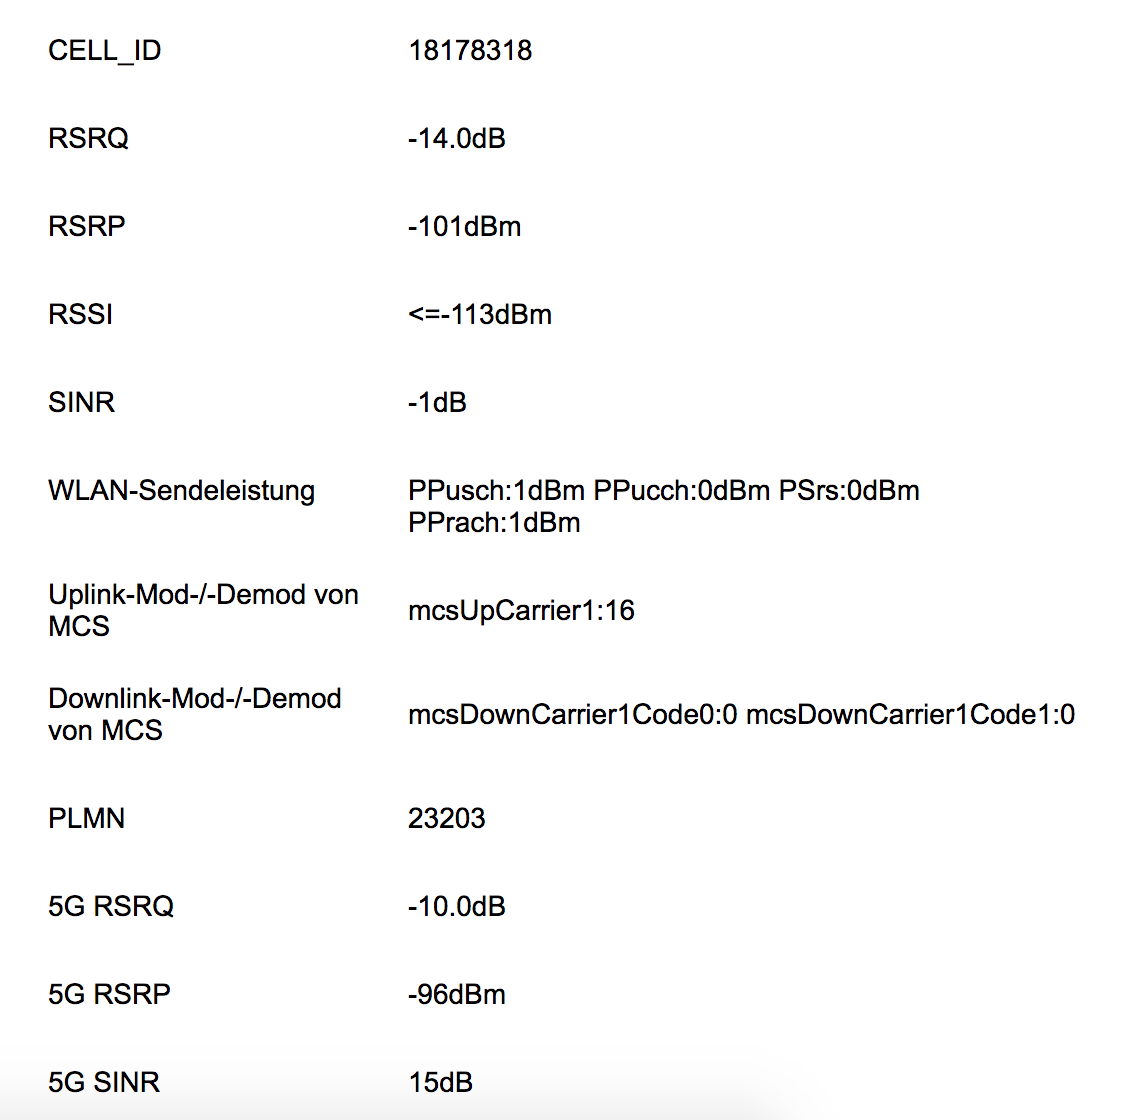 CELL_ID 18178318
RSRQ -14.0dB
RSRP -101dBm
RSSI <=-113dBm
SINR -1dB
WLAN-Sendeleistung PPusch:1dBm PPucch:0dBm PSrs:0dBm
PPrach:1dBm
Uplink-Mod-/-Demod von
MCS
mcsUpCarrier1:16
Downlink-Mod-/-Demod
von MCS
mcsDownCarrier1Code0:0 mcsDownCarrier1Code1:0
PLMN 23203
5G RSRQ -10.0dB
5G RSRP -96dBm
5G SINR 15dB